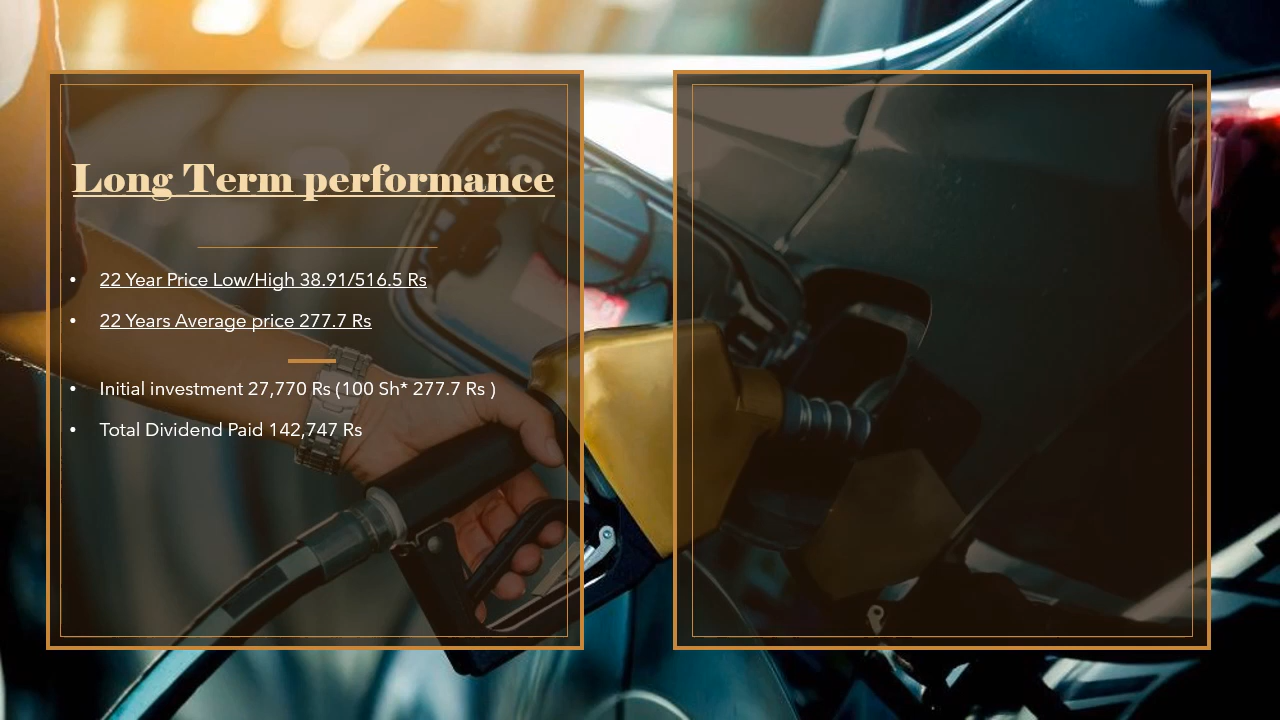 Long Term performance
• 22 Year Price Low/High 38.91/516.5 Rs
• 22 Years Average price 277.7 Rs
• Initial investment 27,770 Rs (100 Sh* 277.7 Rs )
• Total Dividend Paid 142,747 Rs